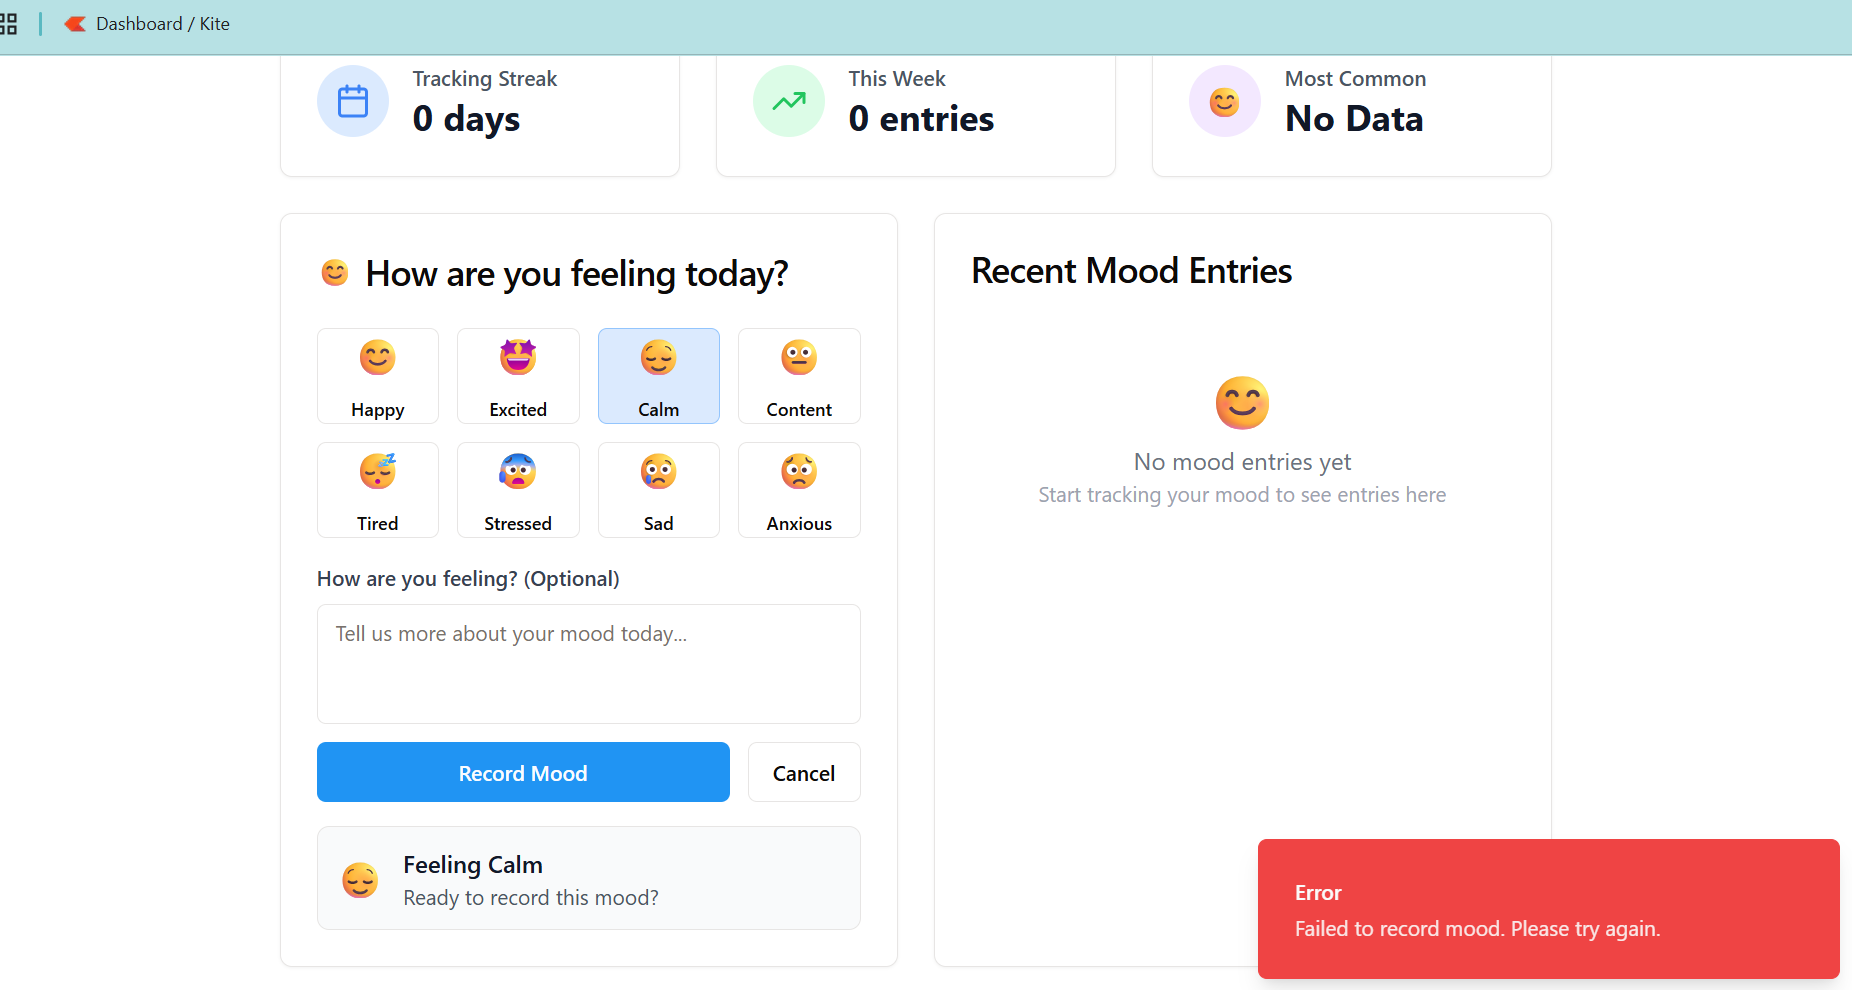 Dashboard / Kite
Tracking Streak
0 days
This Week
0 entries
Most Common
No Data
How are you feeling today?
Happy
Excited
Calm
Content
Tired
Stressed
Sad
Anxious
How are you feeling? (Optional)
Tell us more about your mood today...
Record Mood
Cancel
Feeling Calm
Ready to record this mood?
Recent Mood Entries
No mood entries yet
Start tracking your mood to see entries here
Error
Failed to record mood. Please try again.